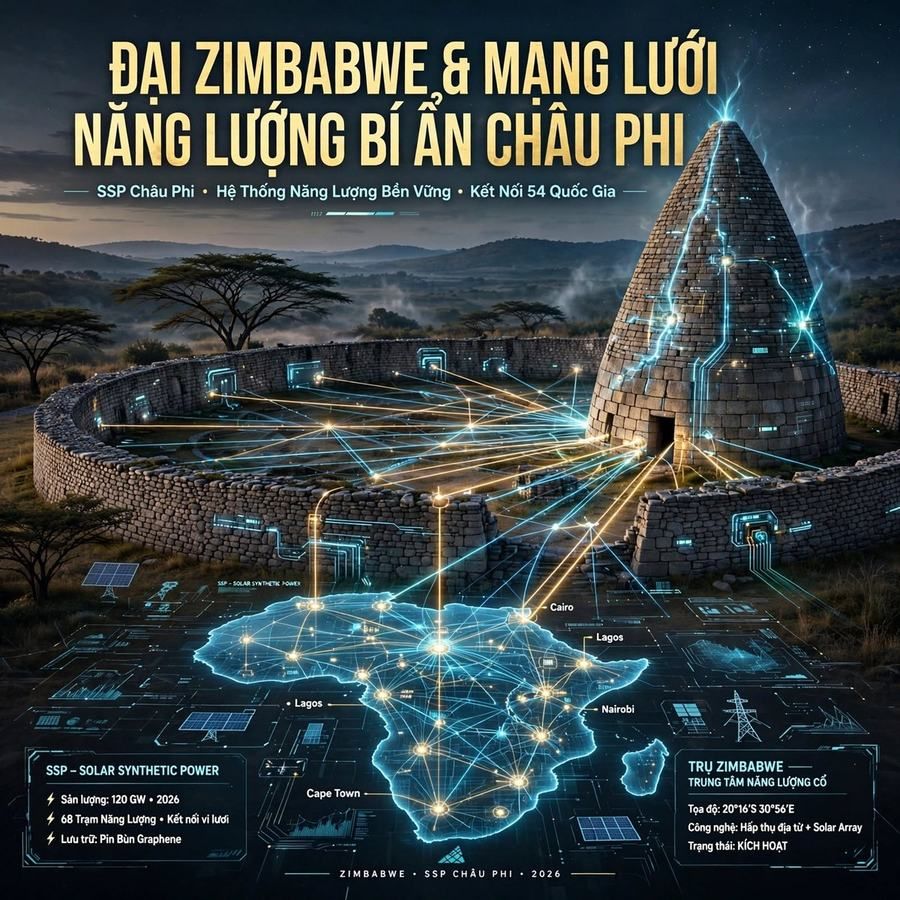 ĐẠI ZIMBABWE & MẠNG LƯỚI
NĂNG LƯỢNG BÍ ẨN CHÂU PHI
SSP Châu Phi • Hệ Thống Năng Lượng Bền Vững • Kết Nối 54 Quốc Gia
SSP – SOLAR SYNTHETIC POWER
Cairo
Lagos
Lagos
Nairobi
Cape Town
SSP – SOLAR SYNTHETIC POWER
Sản lượng: 120 GW • 2026
68 Trạm Năng Lượng • Kết nối vi lưới
Lưu trữ: Pin Bùn Graphene
TRỤ ZIMBABWE
TRUNG TÂM NĂNG LƯỢNG CỔ
Tọa độ: 20°16'S 30°56'E
Công nghệ: Hấp thụ địa từ + Solar Array
Trạng thái: KÍCH HOẠT
ZIMBABWE • SSP CHÂU PHI • 2026